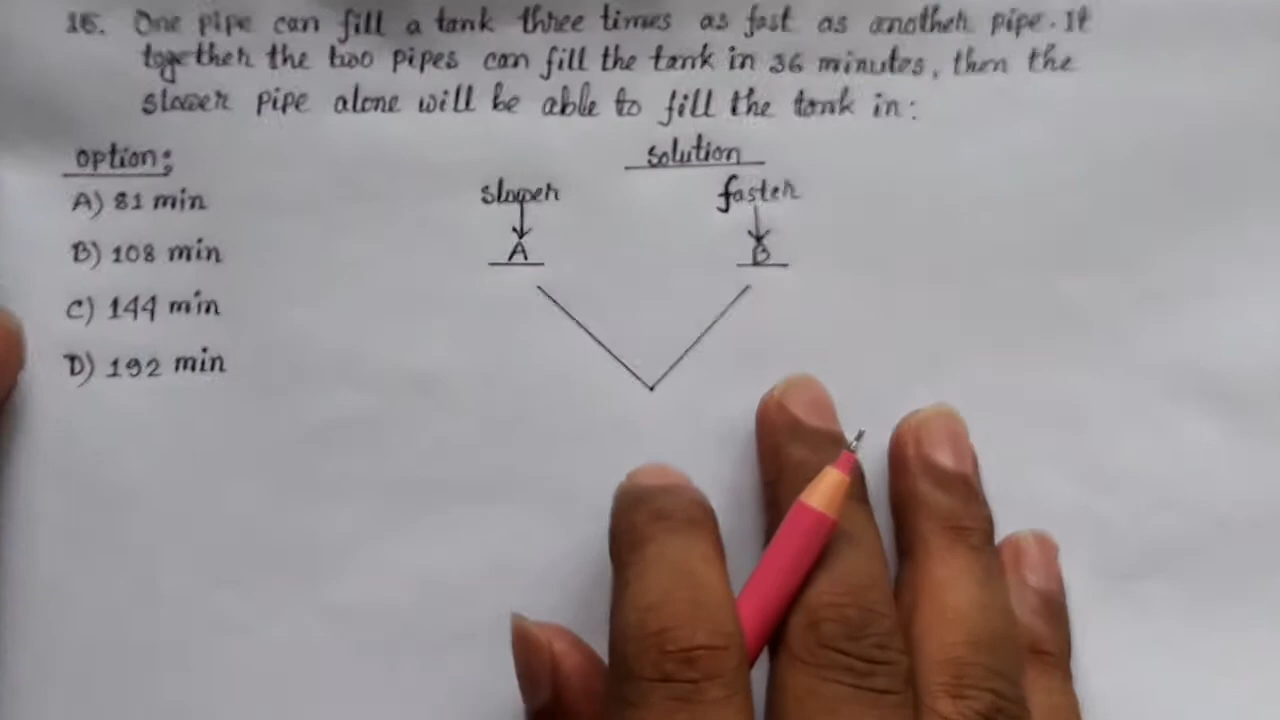 16. One pipe can fill a tank three times as fast as another pipe. If
together the two pipes can fill the tank in 36 minutes, then the
slower pipe alone will be able to fill the tank in:
option:
A) 81 min
B) 108 min
C) 144 min
D) 192 min
solution
slower
A
faster
B